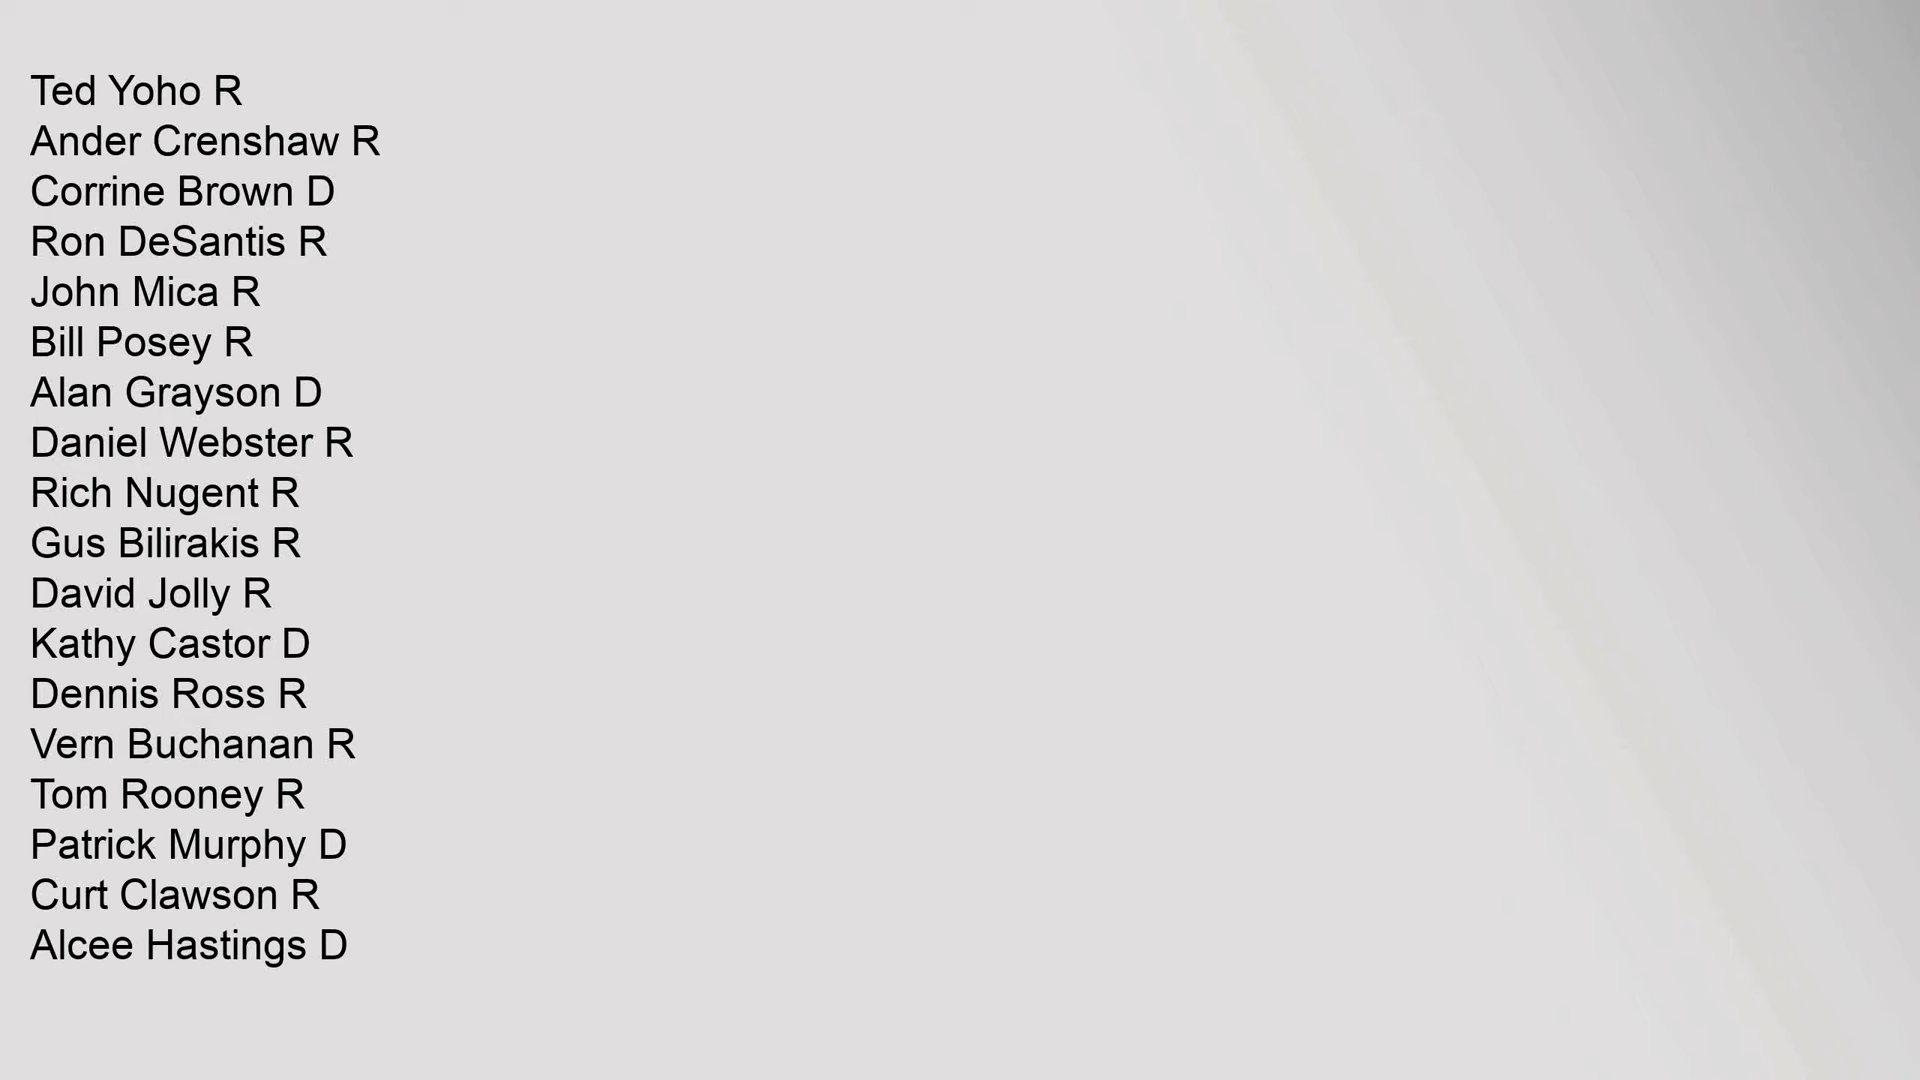 Ted Yoho R
Ander Crenshaw R
Corrine Brown D
Ron DeSantis R
John Mica R
Bill Posey R
Alan Grayson D
Daniel Webster R
Rich Nugent R
Gus Bilirakis R
David Jolly R
Kathy Castor D
Dennis Ross R
Vern Buchanan R
Tom Rooney R
Patrick Murphy D
Curt Clawson R
Alcee Hastings D